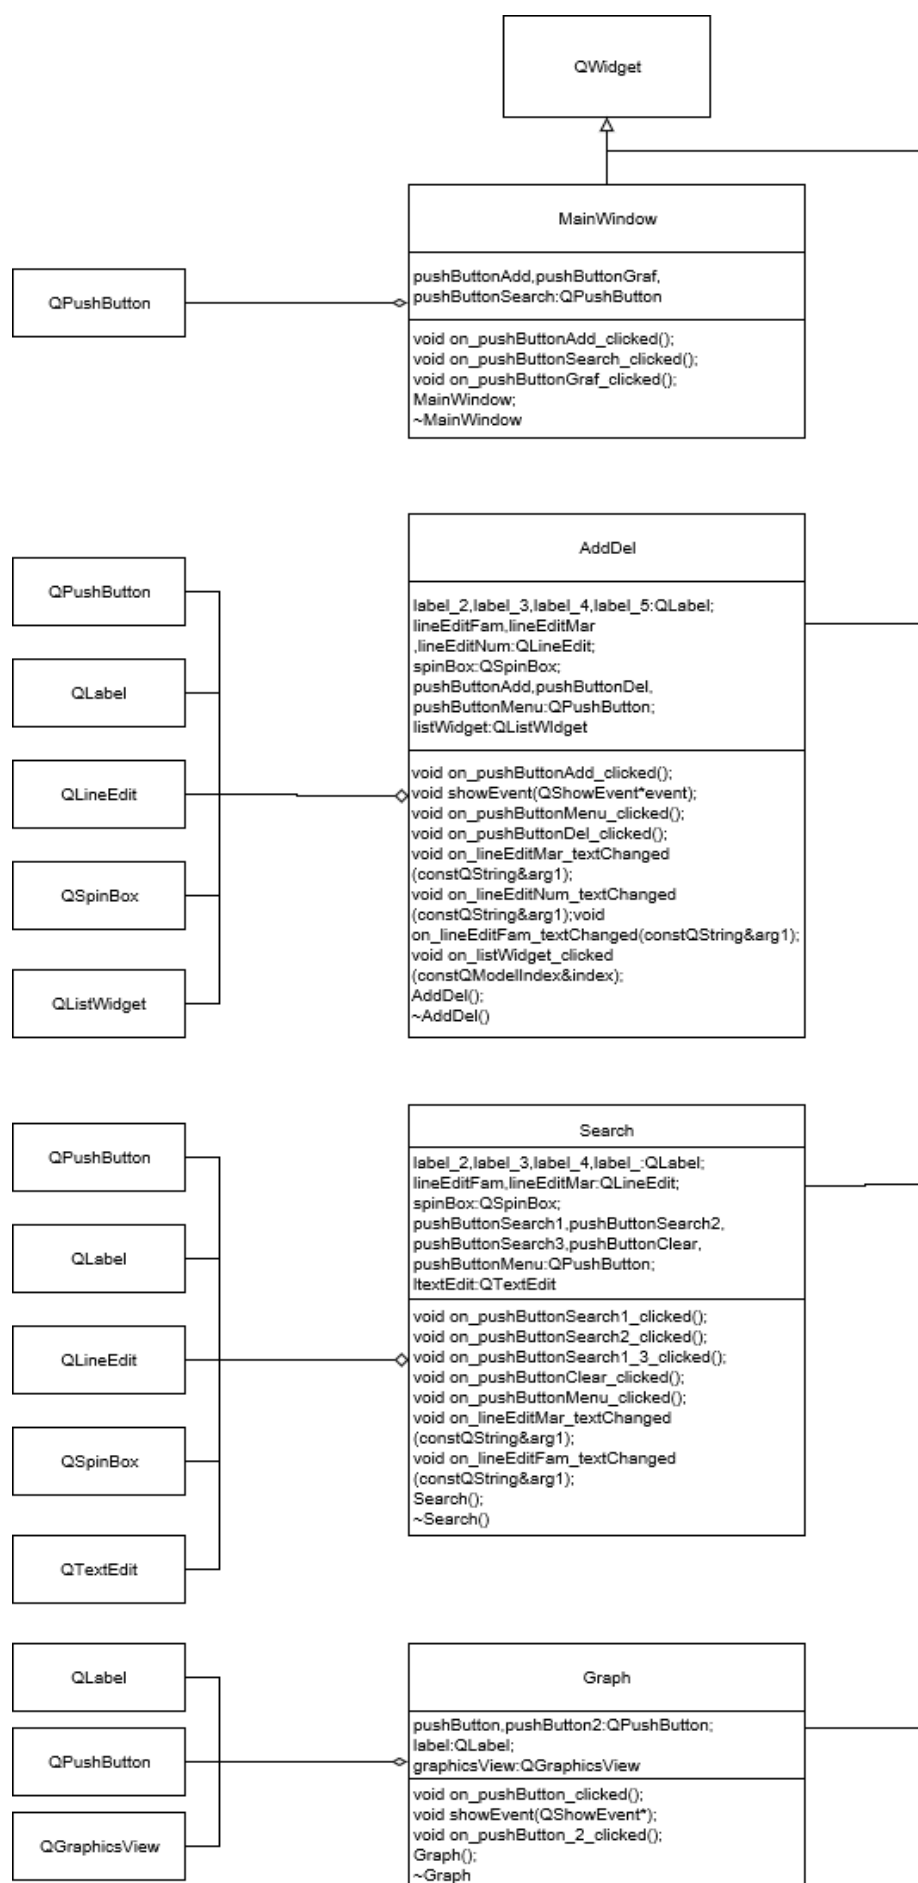 QWidget
MainWindow
pushButtonAdd,pushButtonGraf,
pushButtonSearch:QPushButton
QPushButton
void on_pushButtonAdd_clicked();
void on_pushButtonSearch_clicked();
void on_pushButtonGraf_clicked();
MainWindow;
~MainWindow
AddDel
QPushButton
QLabel
QLineEdit
QSpinBox
QListWidget
label_2,label_3,label_4,label_5:QLabel;
lineEditFam,lineEditMar
,lineEditNum:QLineEdit;
spinBox:QSpinBox;
pushButtonAdd,pushButtonDel,
pushButtonMenu:QPushButton;
listWidget:QListWIdget
void on_pushButtonAdd_clicked();
void showEvent(QShowEvent*event);
void on_pushButtonMenu_clicked();
void on_pushButtonDel_clicked();
void on_lineEditMar_textChanged
(constQString&arg1);
void on_lineEditNum_textChanged
(constQString&arg1);void
on_lineEditFam_textChanged(constQString&arg1);
void on_listWidget_clicked
(constQModelIndex&index);
AddDel();
~AddDel()
Search
QPushButton
QLabel
QLineEdit
QSpinBox
QTextEdit
label_2,label_3,label_4,label_:QLabel;
lineEditFam,lineEditMar:QLineEdit;
spinBox:QSpinBox;
pushButtonSearch1,pushButtonSearch2,
pushButtonSearch3,pushButtonClear,
pushButtonMenu:QPushButton;
ltextEdit:QTextEdit
void on_pushButtonSearch1_clicked();
void on_pushButtonSearch2_clicked();
void on_pushButtonSearch1_3_clicked();
void on_pushButtonClear_clicked();
void on_pushButtonMenu_clicked();
void on_lineEditMar_textChanged
(constQString&arg1);
void on_lineEditFam_textChanged
(constQString&arg1);
Search();
~Search()
QLabel
QPushButton
QGraphicsView
Graph
pushButton,pushButton2:QPushButton;
label:QLabel;
graphicsView:QGraphicsView
void on_pushButton_clicked();
void showEvent(QShowEvent*);
void on_pushButton_2_clicked();
Graph();
~Graph